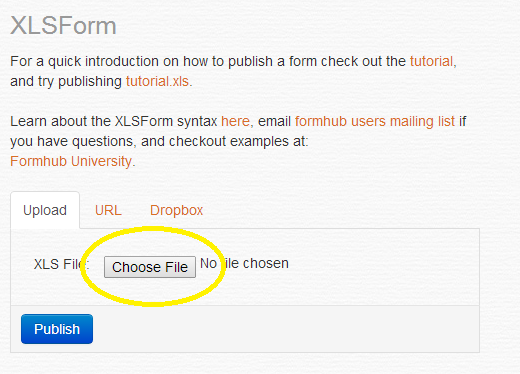 XLSForm
For a quick introduction on how to publish a form check out the tutorial,
and try publishing tutorial.xls.
Learn about the XLSForm syntax here, email formhub users mailing list if
you have questions, and checkout examples at:
Formhub University.
Upload URL Dropbox
XLS File: Choose File No file chosen
Publish